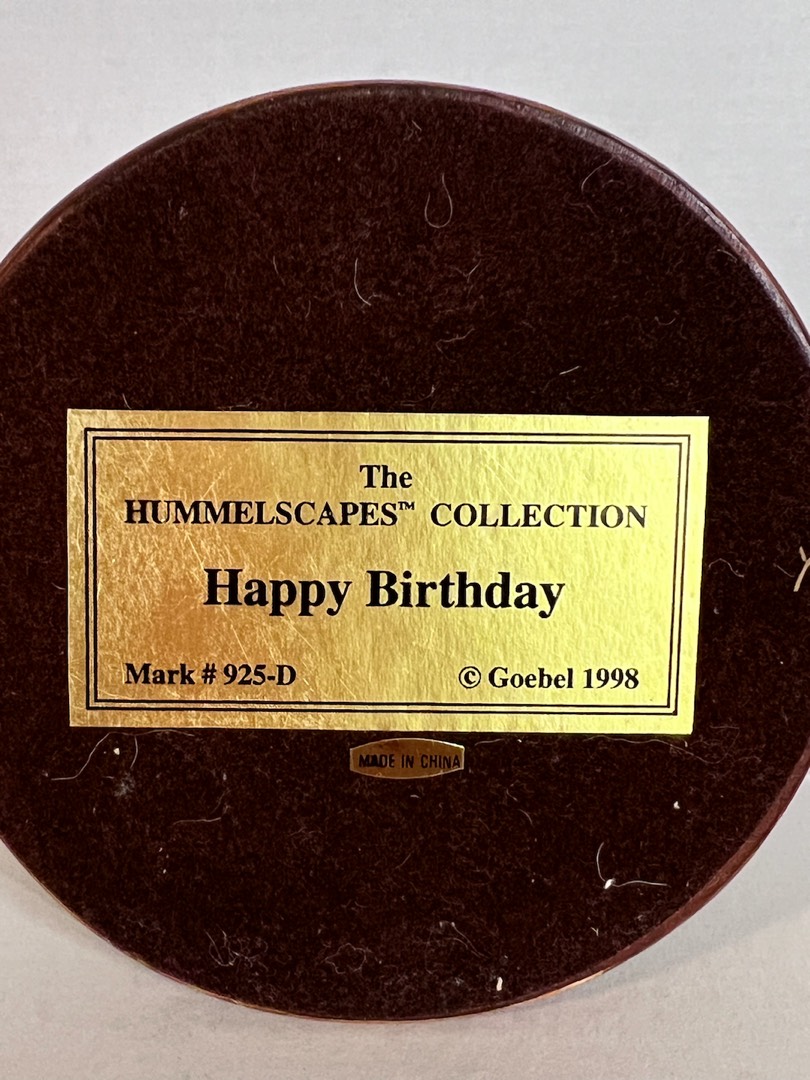 The
HUMMELSCAPES™ COLLECTION
Happy Birthday
Mark # 925-D © Goebel 1998
MADE IN CHINA